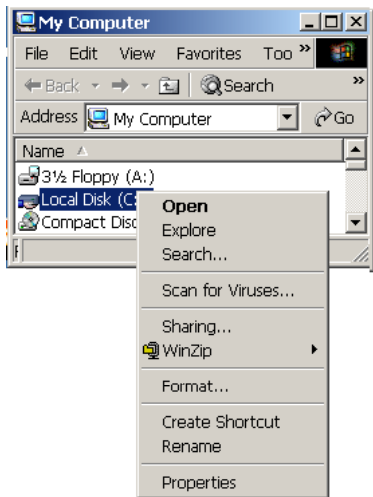 My Computer
File Edit View Favorites Too »
Back Search »
Address My Computer Go
Name
3½ Floppy (A:)
Local Disk (C:
Compact Disc
Open
Explore
Search...
Scan for Viruses...
Sharing...
WinZip
Format...
Create Shortcut
Rename
Properties